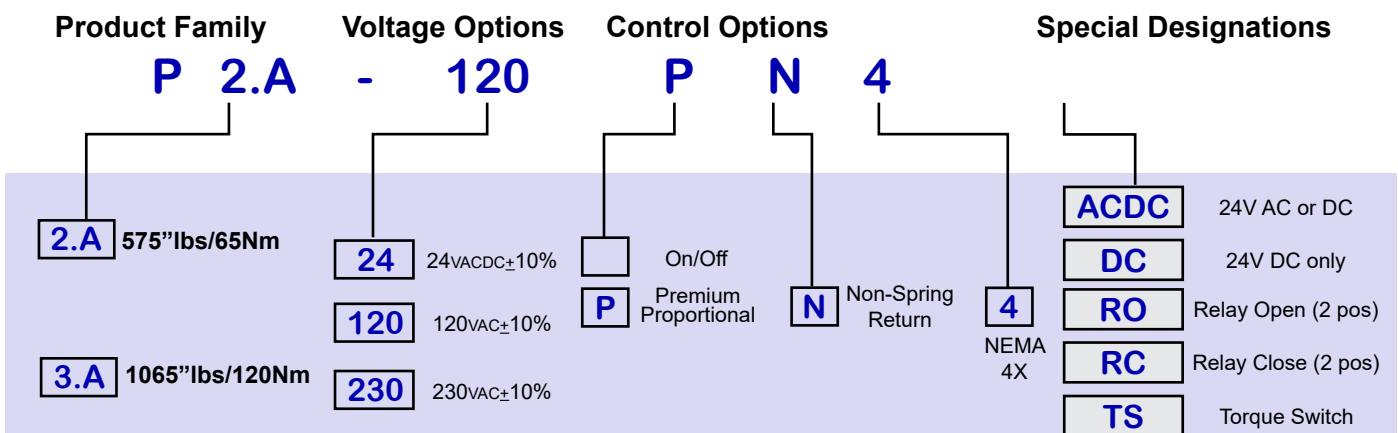 Product Family Voltage Options Control Options Special Designations
P 2.A - 120 P N 4
2.A 575”lbs/65Nm
3.A 1065”lbs/120Nm
24 24VACDC±10%
120 120VAC±10%
230 230VAC±10%
On/Off
P Premium
Proportional
N Non-Spring
Return
4
NEMA
4X
ACDC 24V AC or DC
DC 24V DC only
RO Relay Open (2 pos)
RC Relay Close (2 pos)
TS Torque Switch